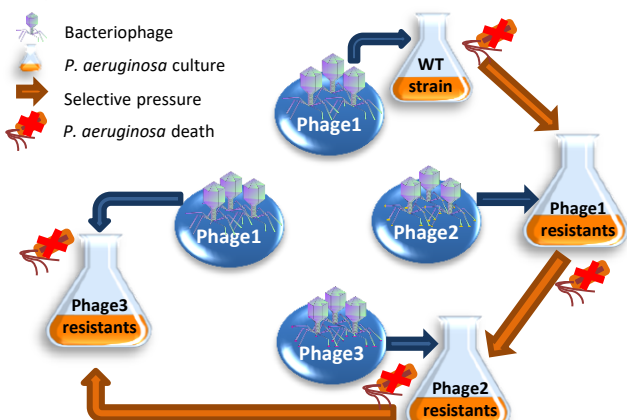 Bacteriophage
P. aeruginosa culture
Selective pressure
P. aeruginosa death
Phage1
WT
strain
Phage2
Phage1
resistants
Phage1
Phage3
resistants
Phage3
Phage2
resistants